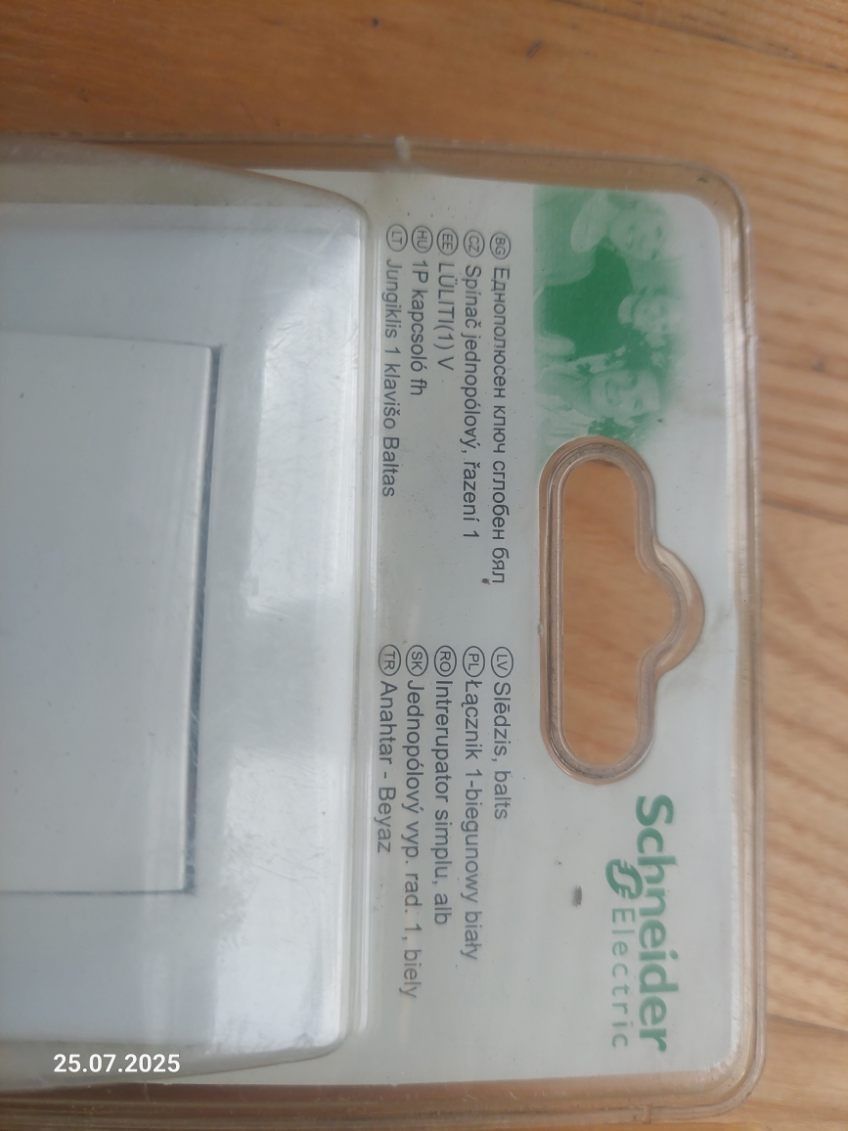 Schneider
Electric
BG Еднополюсен ключ сглобен бял
CZ Spínač jednopólový, řazení 1
EE LÜLITI(1) V
HU 1P kapcsoló fh
LT Jungiklis 1 klavišo Baltas
LV Slēdzis, balts
PL Łącznik 1-biegunowy biały
RO Intrerupator simplu, alb
SK Jednopólový vyp. rad. 1, biely
TR Anahtar - Beyaz
25.07.2025